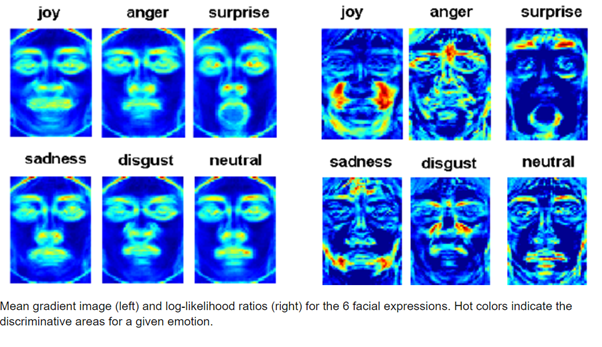 joy anger surprise joy anger surprise
sadness disgust neutral sadness disgust neutral
Mean gradient image (left) and log-likelihood ratios (right) for the 6 facial expressions. Hot colors indicate the
discriminative areas for a given emotion.